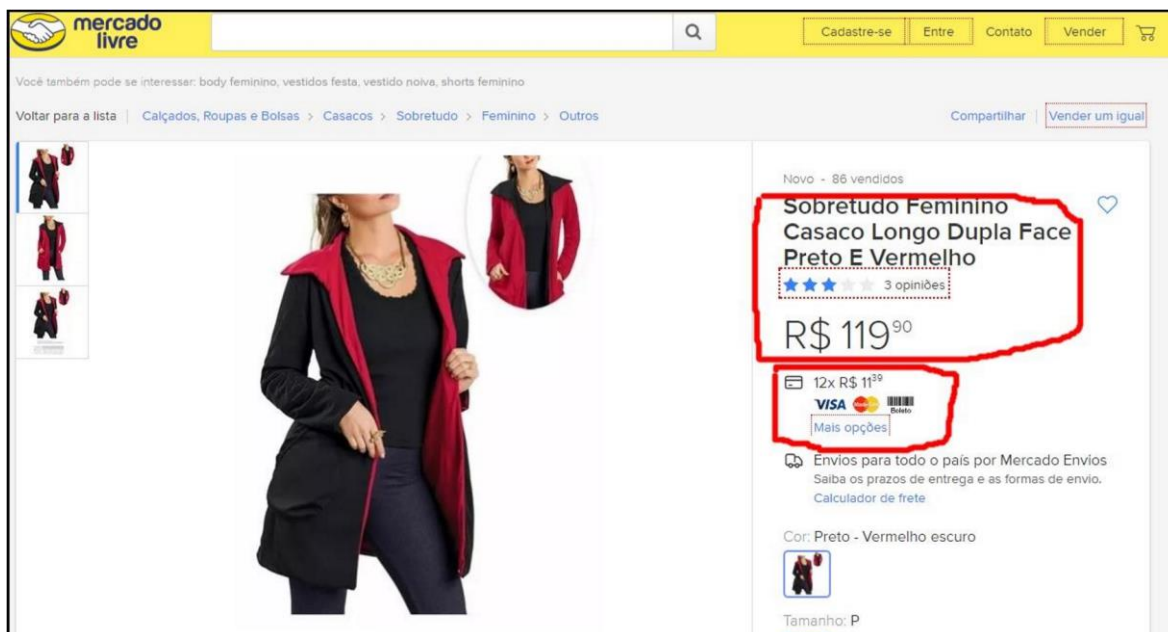 mercado
livre
Cadastre-se Entre Contato Vender
Você também pode se interessar: body feminino, vestidos festa, vestido noiva, shorts feminino
Voltar para a lista | Calçados, Roupas e Bolsas > Casacos > Sobretudo > Feminino > Outros
Compartilhar | Vender um igual
Novo - 86 vendidos
Sobretudo Feminino
Casaco Longo Dupla Face
Preto E Vermelho
3 opiniões
R$ 119⁹⁰
12x R$ 11³⁹
VISA MasterCard Boleto
Mais opções
Envios para todo o país por Mercado Envios
Saiba os prazos de entrega e as formas de envio.
Calculador de frete
Cor: Preto - Vermelho escuro
Tamanho: P